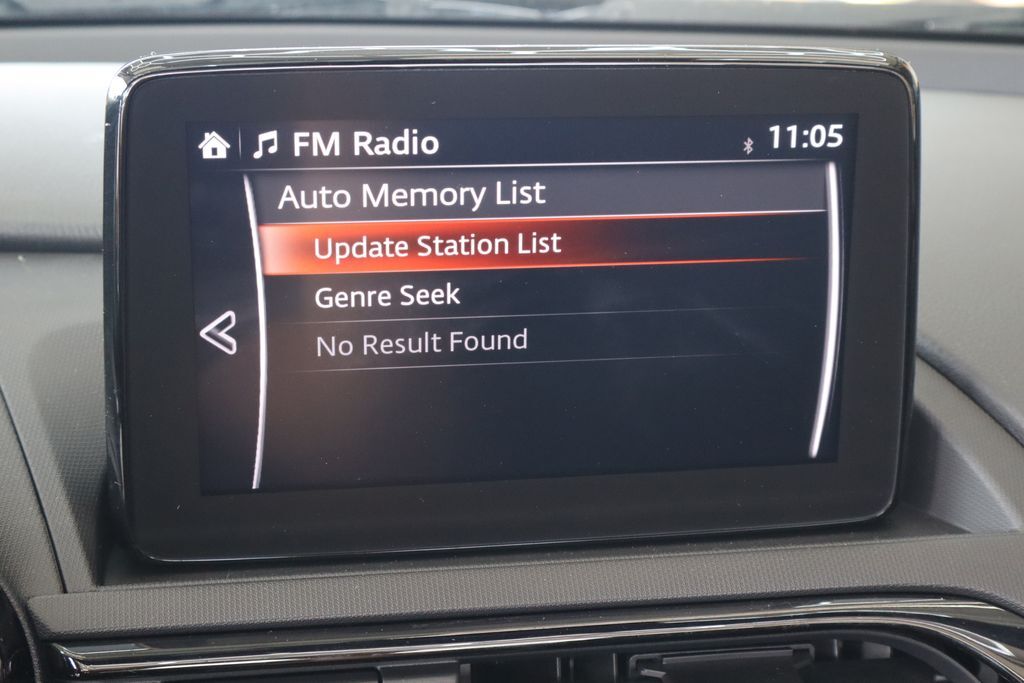 FM Radio 11:05
Auto Memory List
Update Station List
Genre Seek
No Result Found